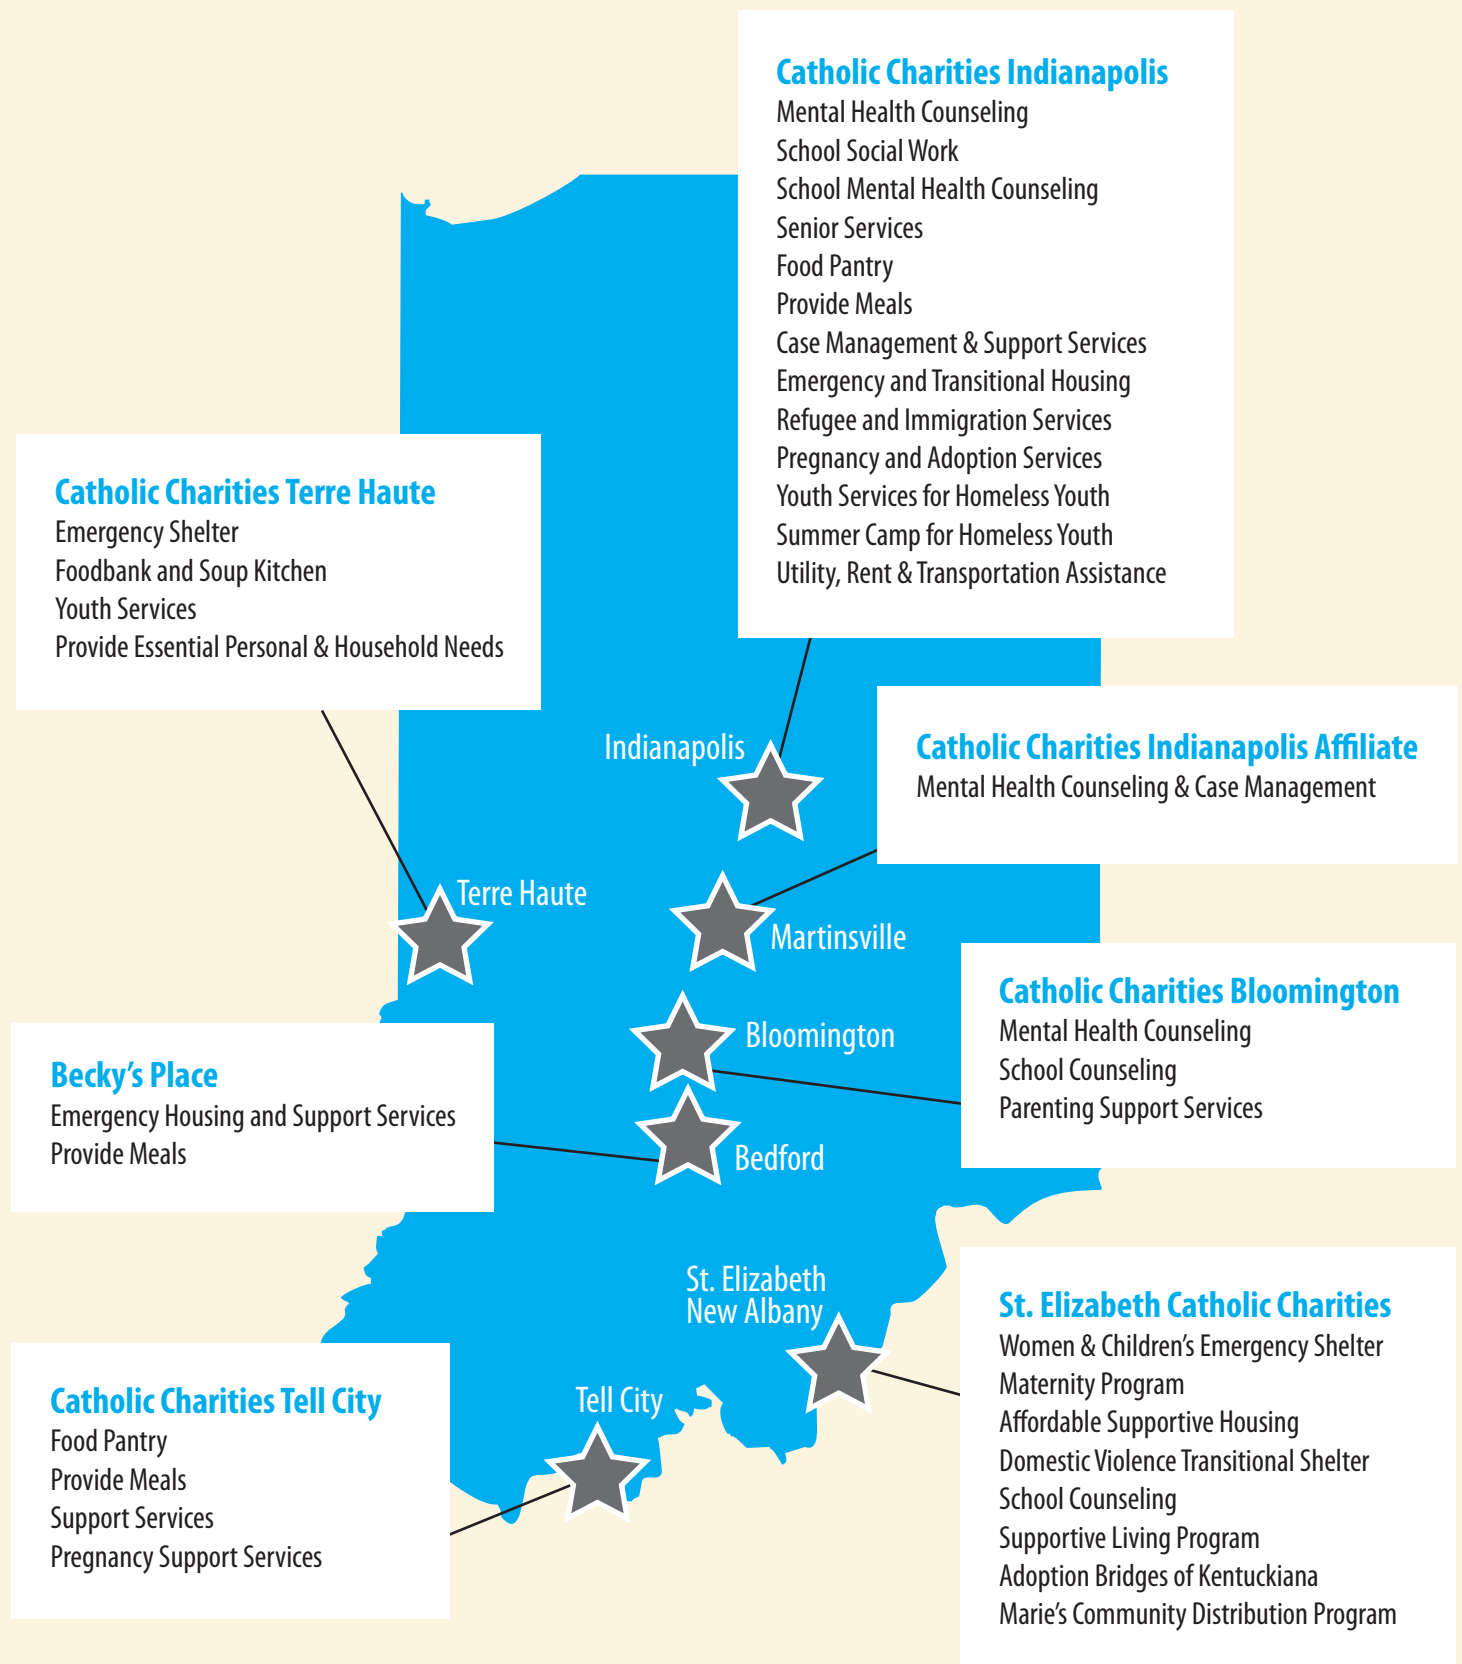 Catholic Charities Indianapolis
Mental Health Counseling
School Social Work
School Mental Health Counseling
Senior Services
Food Pantry
Provide Meals
Case Management & Support Services
Emergency and Transitional Housing
Refugee and Immigration Services
Pregnancy and Adoption Services
Youth Services for Homeless Youth
Summer Camp for Homeless Youth
Utility, Rent & Transportation Assistance
Catholic Charities Terre Haute
Emergency Shelter
Foodbank and Soup Kitchen
Youth Services
Provide Essential Personal & Household Needs
Indianapolis
Catholic Charities Indianapolis Affiliate
Mental Health Counseling & Case Management
Terre Haute
Martinsville
Catholic Charities Bloomington
Mental Health Counseling
School Counseling
Parenting Support Services
Bloomington
Becky's Place
Emergency Housing and Support Services
Provide Meals
Bedford
St. Elizabeth
New Albany
St. Elizabeth Catholic Charities
Women & Children's Emergency Shelter
Maternity Program
Affordable Supportive Housing
Domestic Violence Transitional Shelter
School Counseling
Supportive Living Program
Adoption Bridges of Kentuckiana
Marie's Community Distribution Program
Tell City
Catholic Charities Tell City
Food Pantry
Provide Meals
Support Services
Pregnancy Support Services